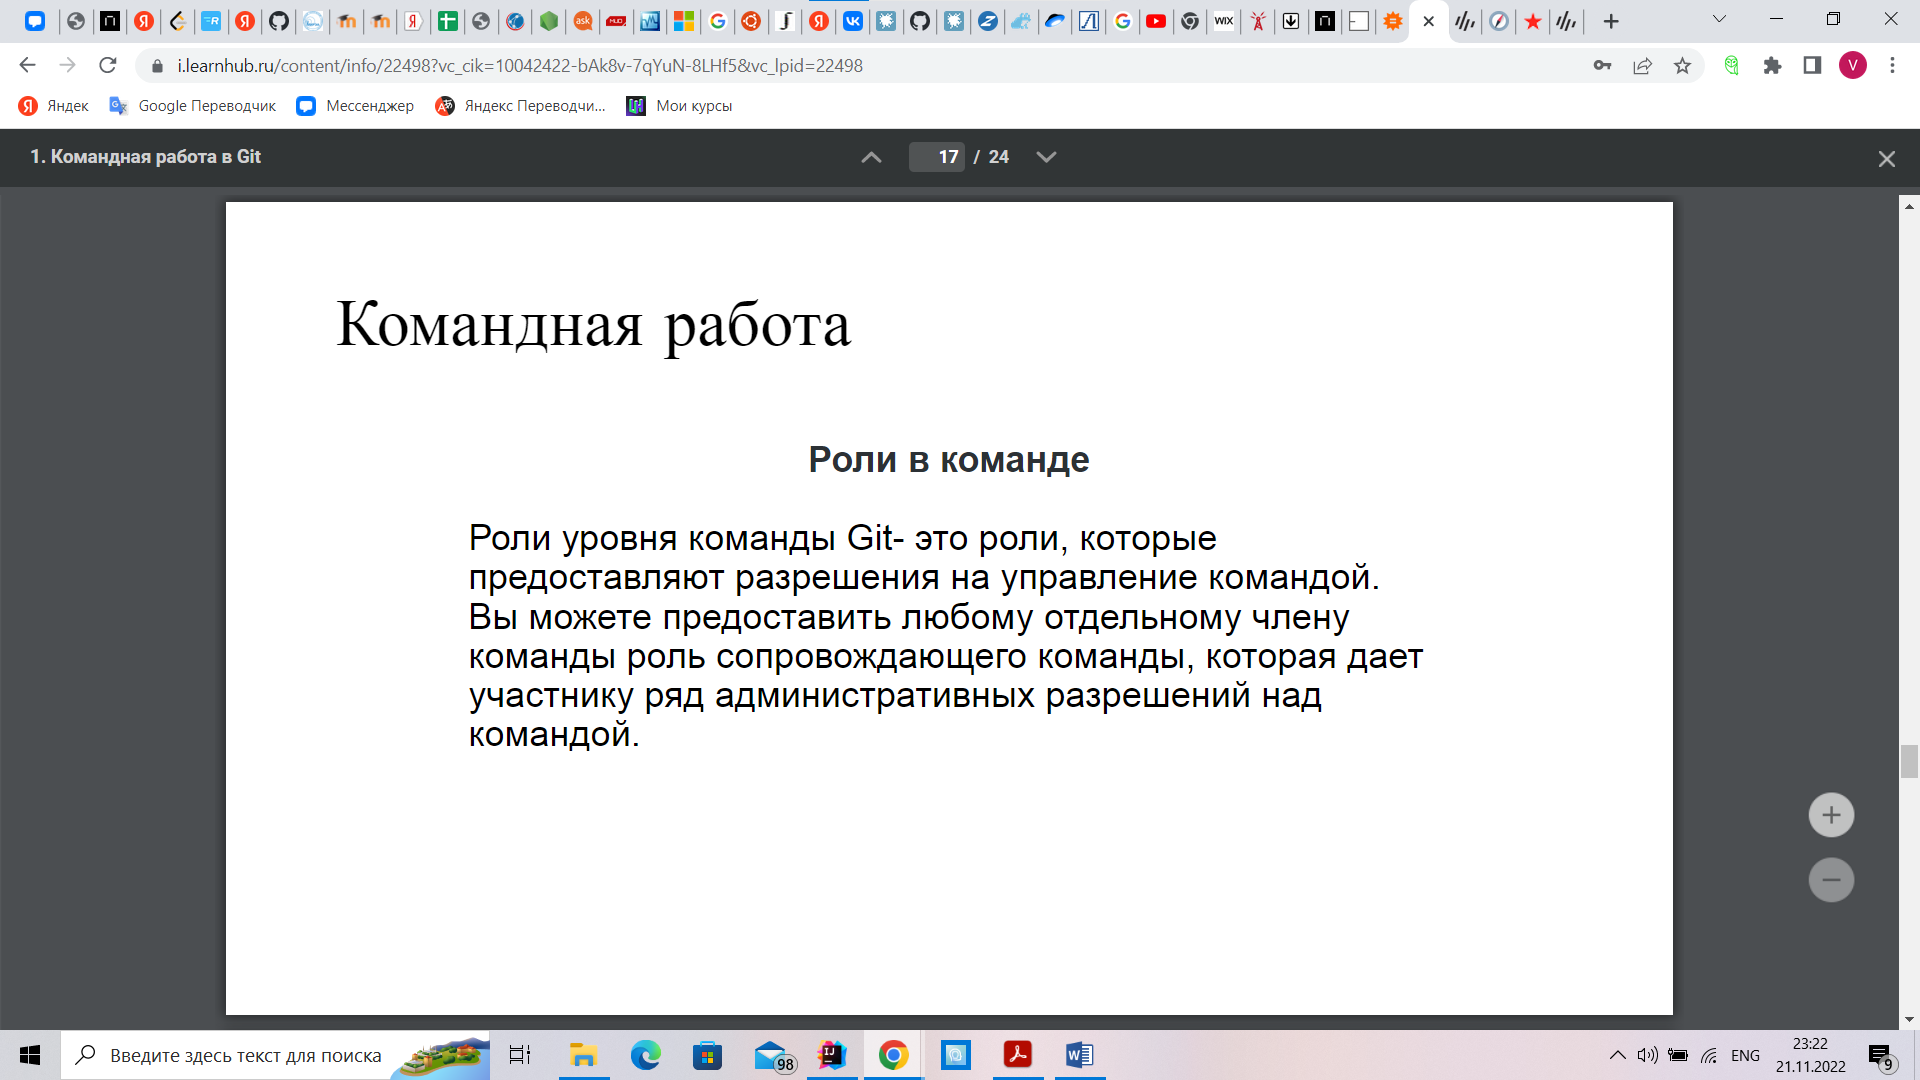 ask
WIX
i.learnhub.ru/content/info/22498?vc_cik=10042422-bAk8v-7qYuN-8LHf5&vc_lpid=22498
V
Яндек
Google Переводчик
Мессенджер
Яндекс Переводчи...
Мои курсы
1. Командная работа в Git
17 / 24
Командная работа
Роли в команде
Роли уровня команды Git- это роли, которые
предоставляют разрешения на управление командой.
Вы можете предоставить любому отдельному члену
команды роль сопровождающего команды, которая дает
участнику ряд административных разрешений над
командой.
Введите здесь текст для поиска
98
ENG
23:22
21.11.2022
9